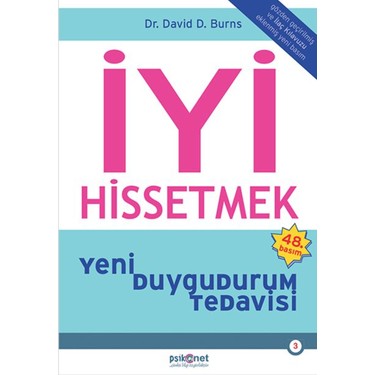 Dr. David D. Burns
gözden geçirilmiş
ve İlaç Kılavuzu
eklenmiş yeni basım
İYİ
HİSSETMEK
48.
basım
Yeni
Duygudurum
Tedavisi
3
psikonet